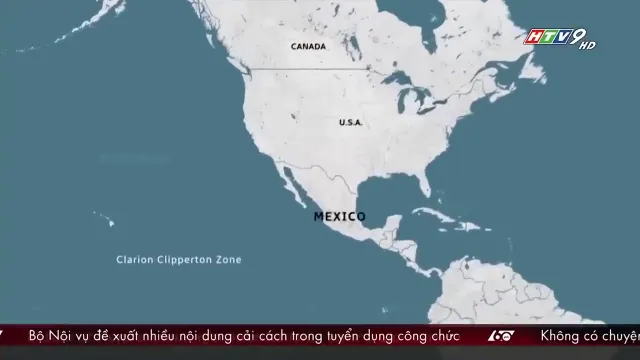 CANADA
HTV9 HD
U.S.A.
MEXICO
Clarion Clipperton Zone
Bộ Nội vụ đề xuất nhiều nội dung cải cách trong tuyển dụng công chức
60
Không có chuyện